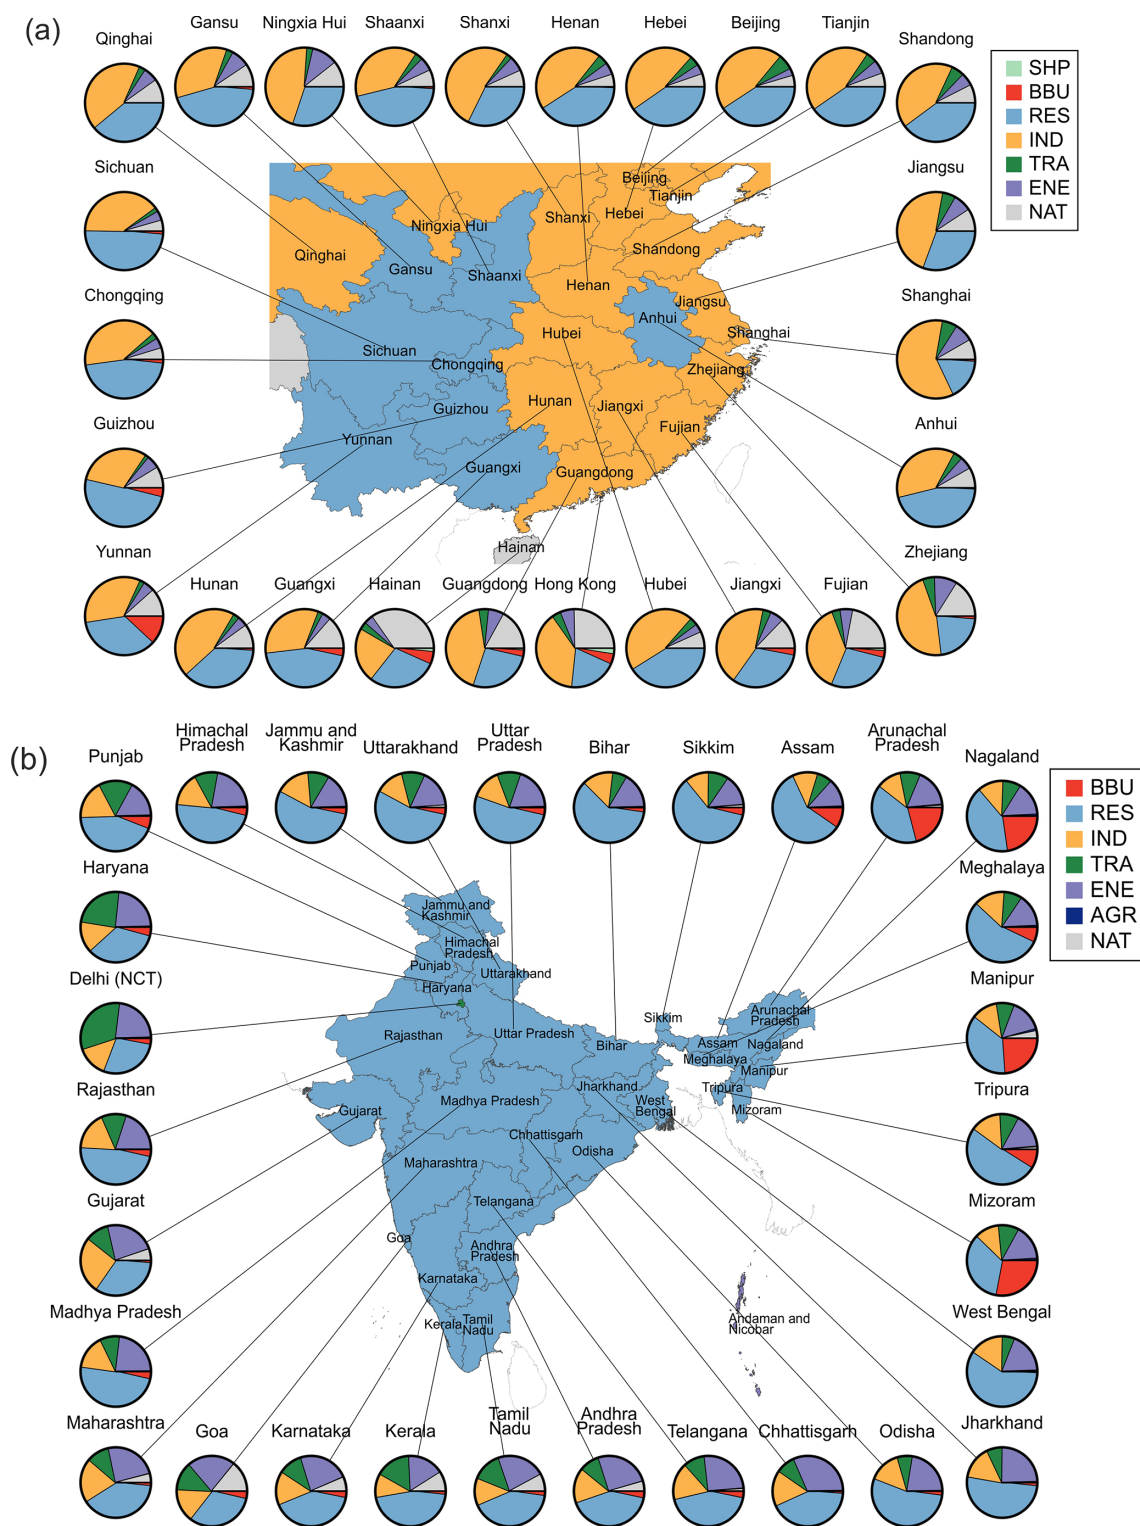 (a)
Qinghai
Gansu
Ningxia Hui
Shaanxi
Shanxi
Henan
Hebei
Beijing
Tianjin
Shandong
SHP
BBU
RES
IND
TRA
ENE
NAT
Sichuan
Chongqing
Guizhou
Yunnan
Jiangsu
Shanghai
Anhui
Zhejiang
Beijing
Tianjin
Hebei
Shanxi
Ningxia Hui
Shandong
Qinghai
Gansu
Shaanxi
Henan
Jiangsu
Anhui
Shanghai
Hubei
Sichuan
Chongqing
Zhejiang
Hunan
Jiangxi
Guizhou
Fujian
Yunnan
Guangxi
Guangdong
Hainan
Hunan
Guangxi
Hainan
Guangdong
Hong Kong
Hubei
Jiangxi
Fujian
(b)
Punjab
Himachal
Pradesh
Jammu and
Kashmir
Uttarakhand
Uttar
Pradesh
Bihar
Sikkim
Assam
Arunachal
Pradesh
Nagaland
BBU
RES
IND
TRA
ENE
AGR
NAT
Haryana
Delhi (NCT)
Rajasthan
Gujarat
Madhya Pradesh
Maharashtra
Meghalaya
Manipur
Tripura
Mizoram
West Bengal
Jharkhand
Jammu and
Kashmir
Himachal
Pradesh
Punjab
Uttarakhand
Haryana
Rajasthan
Uttar Pradesh
Bihar
Sikkim
Arunachal
Pradesh
Assam
Nagaland
Meghalaya
Manipur
Tripura
Mizoram
Jharkhand
West
Bengal
Gujarat
Madhya Pradesh
Chhattisgarh
Odisha
Maharashtra
Telangana
Goa
Andhra
Pradesh
Karnataka
Kerala
Tamil
Nadu
Andaman and
Nicobar
Goa
Karnataka
Kerala
Tamil
Nadu
Andhra
Pradesh
Telangana
Chhattisgarh
Odisha